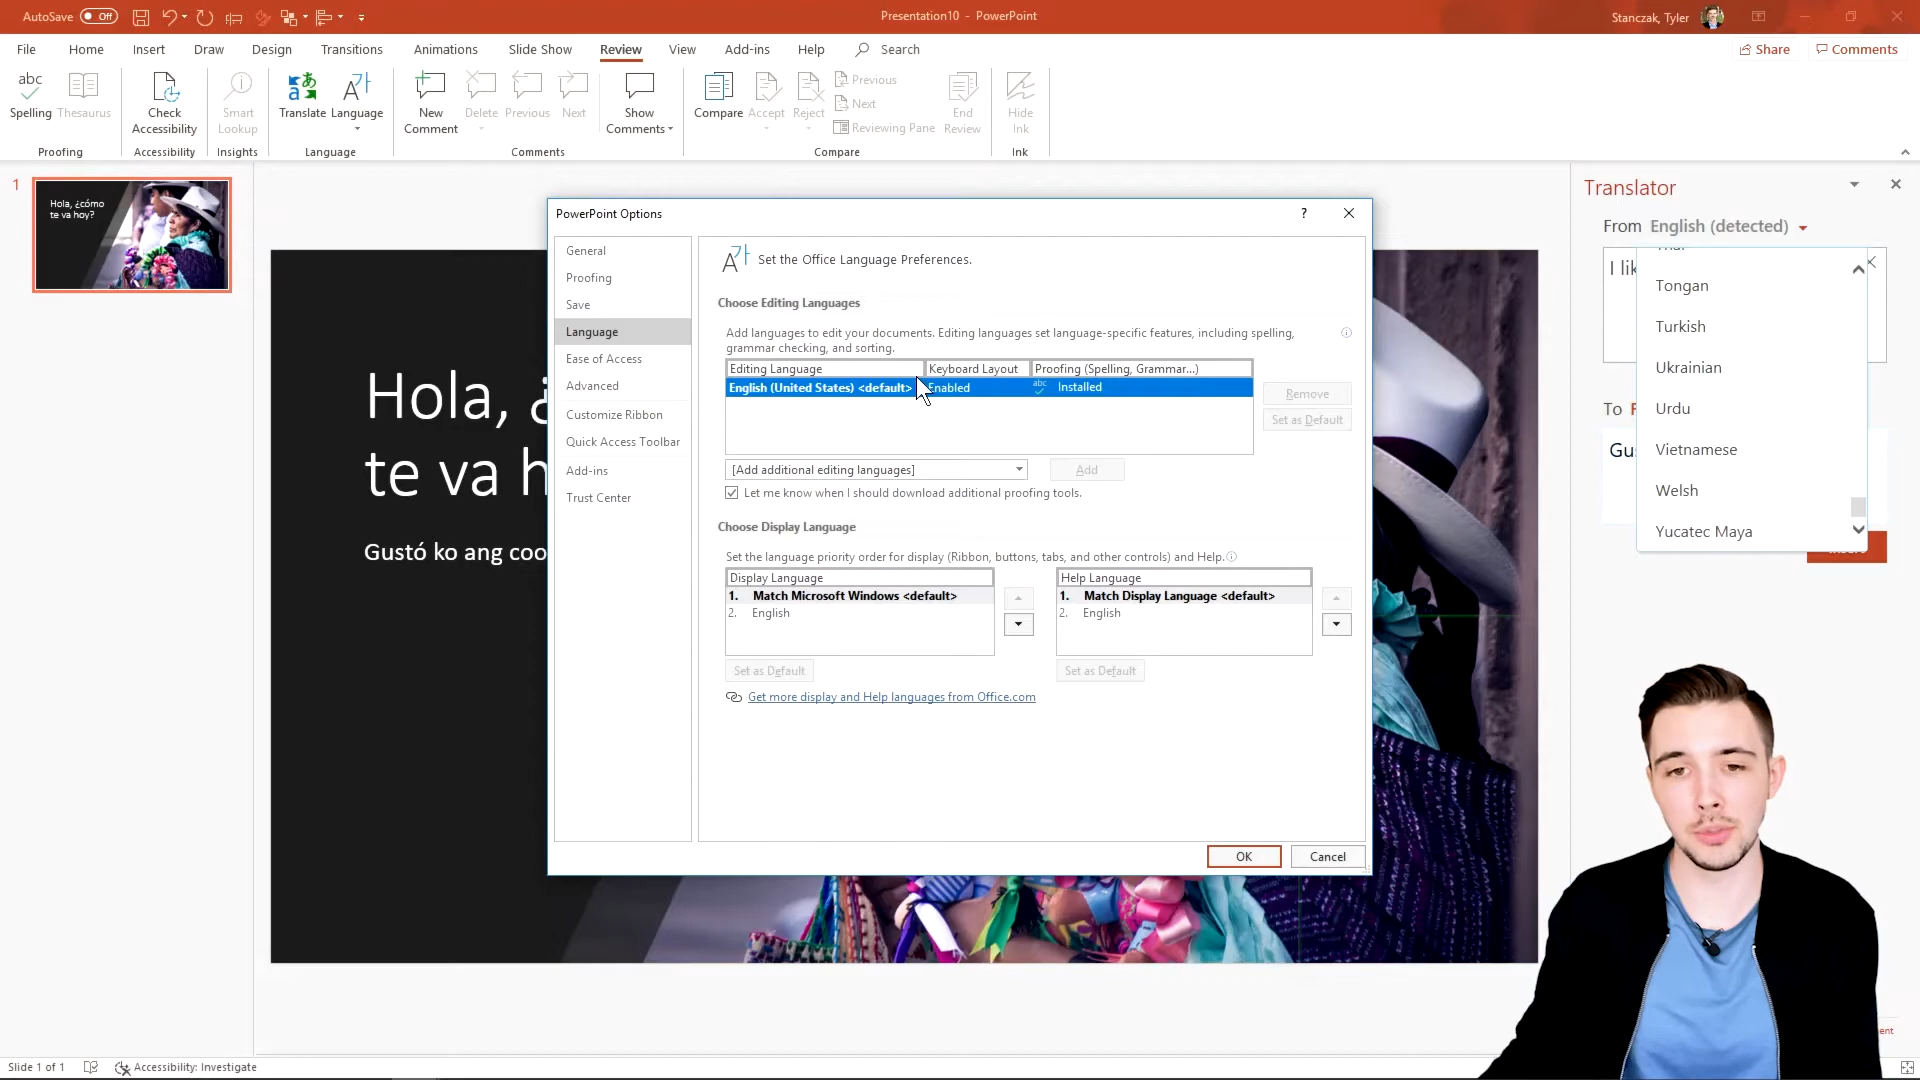 AutoSave Off
Presentation10 - PowerPoint
Stanczak, Tyler
File Home Insert Draw Design Transitions Animations Slide Show Review View Add-ins Help Search
Share Comments
abc
Spelling Thesaurus
Check Accessibility
Smart Lookup
Translate Language
New Comment
Delete Previous Next
Show Comments
Compare Accept Reject
Previous
Next
Reviewing Pane
End Review
Hide Ink
Proofing Accessibility Insights Language Comments Compare Ink
1
Hola, ¿cómo
te va hoy?
Hola, ¿
te va h
Gustó ko ang coo
PowerPoint Options
?
General
Proofing
Save
Language
Ease of Access
Advanced
Customize Ribbon
Quick Access Toolbar
Add-ins
Trust Center
Set the Office Language Preferences.
Choose Editing Languages
Add languages to edit your documents. Editing languages set language-specific features, including spelling,
grammar checking, and sorting.
Editing Language Keyboard Layout Proofing (Spelling, Grammar...)
English (United States) <default> Enabled abc Installed
Remove
Set as Default
[Add additional editing languages] Add
Let me know when I should download additional proofing tools.
Choose Display Language
Set the language priority order for display (Ribbon, buttons, tabs, and other controls) and Help.
Display Language Help Language
1. Match Microsoft Windows <default> 1. Match Display Language <default>
2. English 2. English
Set as Default Set as Default
Get more display and Help languages from Office.com
OK Cancel
Translator
From English (detected)
I lik
Tongan
Turkish
Ukrainian
Urdu
Vietnamese
Welsh
Yucatec Maya
To
Gu
Slide 1 of 1 Accessibility: Investigate